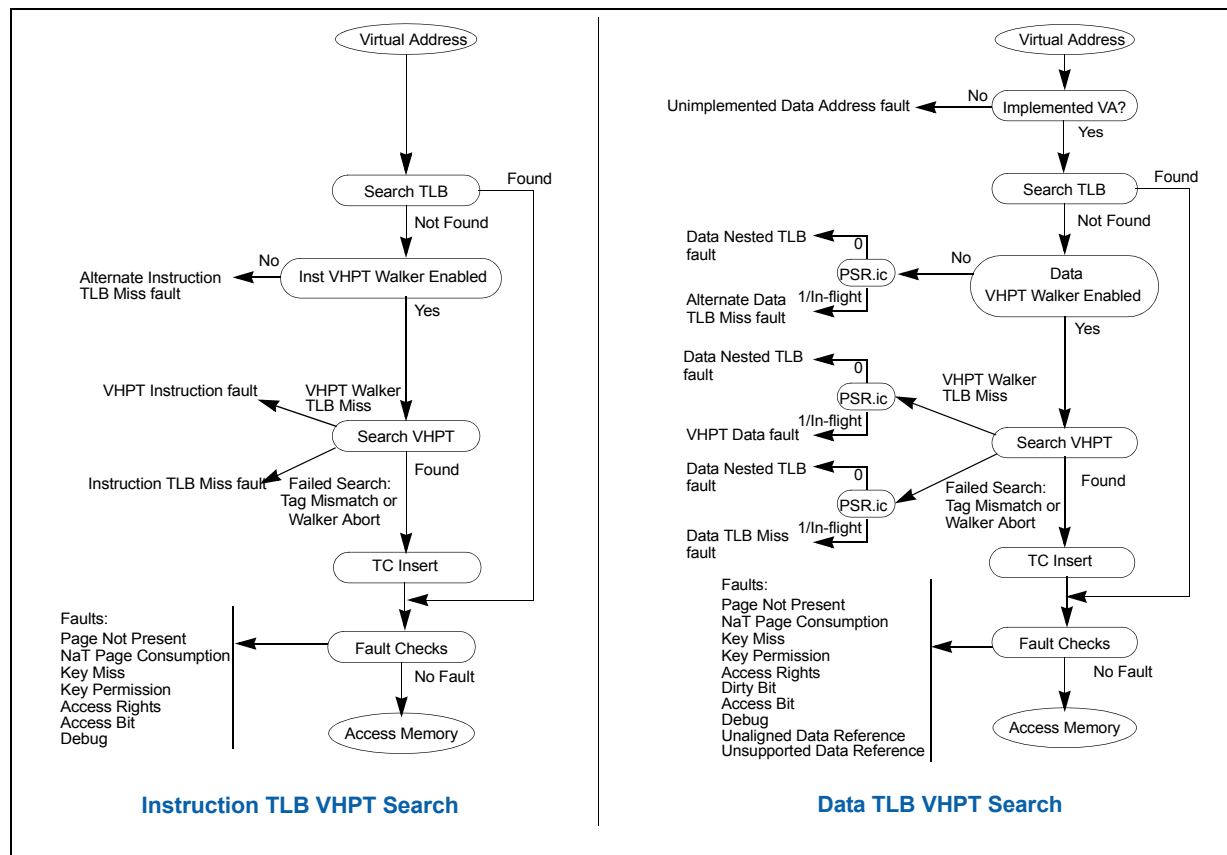 Virtual Address
Search TLB
Found
Not Found
No
Inst VHPT Walker Enabled
Alternate Instruction
TLB Miss fault
Yes
VHPT Instruction fault
VHPT Walker
TLB Miss
Search VHPT
Instruction TLB Miss fault
Found
Failed Search:
Tag Mismatch or
Walker Abort
TC Insert
Faults:
Page Not Present
NaT Page Consumption
Key Miss
Key Permission
Access Rights
Access Bit
Debug
Fault Checks
No Fault
Access Memory
Instruction TLB VHPT Search
Virtual Address
No
Unimplemented Data Address fault
Implemented VA?
Yes
Search TLB
Found
Not Found
Data Nested TLB
fault
0
PSR.ic
No
Data
VHPT Walker Enabled
1/In-flight
Alternate Data
TLB Miss fault
Yes
Data Nested TLB
fault
0
PSR.ic
VHPT Walker
TLB Miss
1/In-flight
VHPT Data fault
Search VHPT
Data Nested TLB
fault
0
PSR.ic
Failed Search:
Tag Mismatch or
Walker Abort
Found
1/In-flight
Data TLB Miss
fault
TC Insert
Faults:
Page Not Present
NaT Page Consumption
Key Miss
Key Permission
Access Rights
Dirty Bit
Access Bit
Debug
Unaligned Data Reference
Unsupported Data Reference
Fault Checks
No Fault
Access Memory
Data TLB VHPT Search